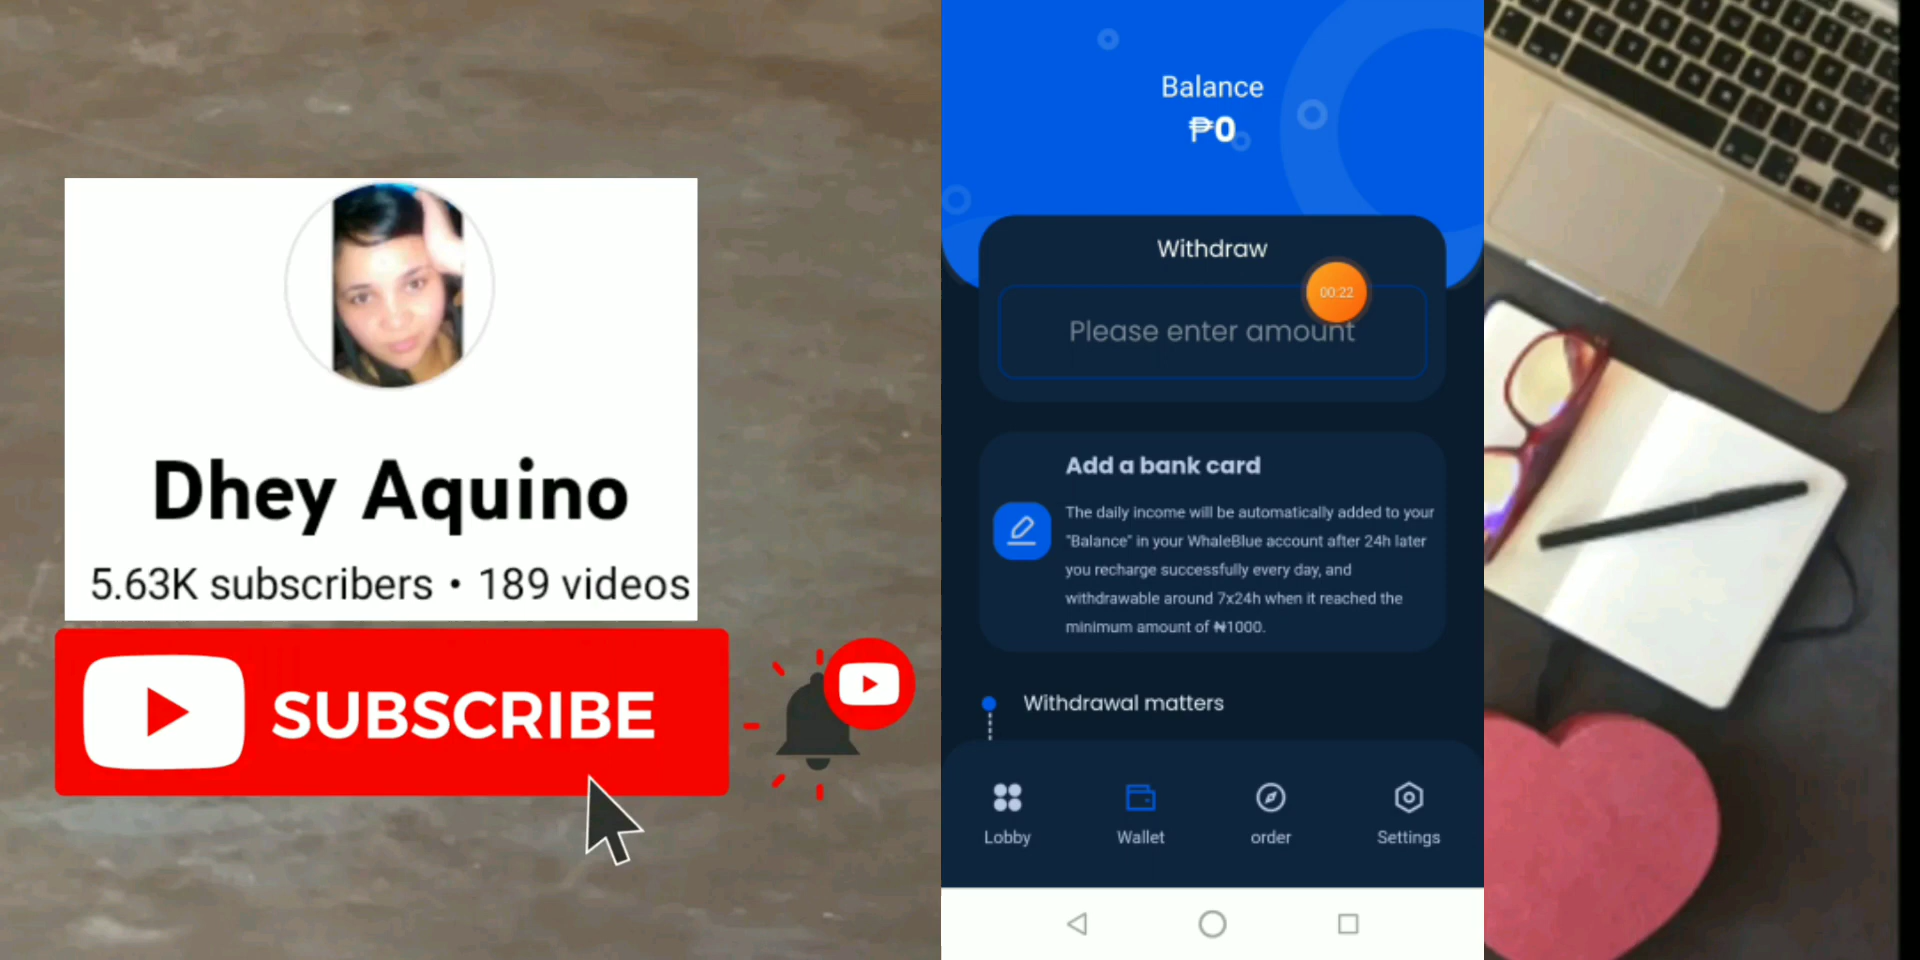 Dhey Aquino
5.63K subscribers • 189 videos
SUBSCRIBE
Balance
₱0
Withdraw
00:22
Please enter amount
Add a bank card
The daily income will be automatically added to your
"Balance" in your WhaleBlue account after 24h later
you recharge successfully every day, and
withdrawable around 7x24h when it reached the
minimum amount of ₦1000.
Withdrawal matters
Lobby
Wallet
order
Settings